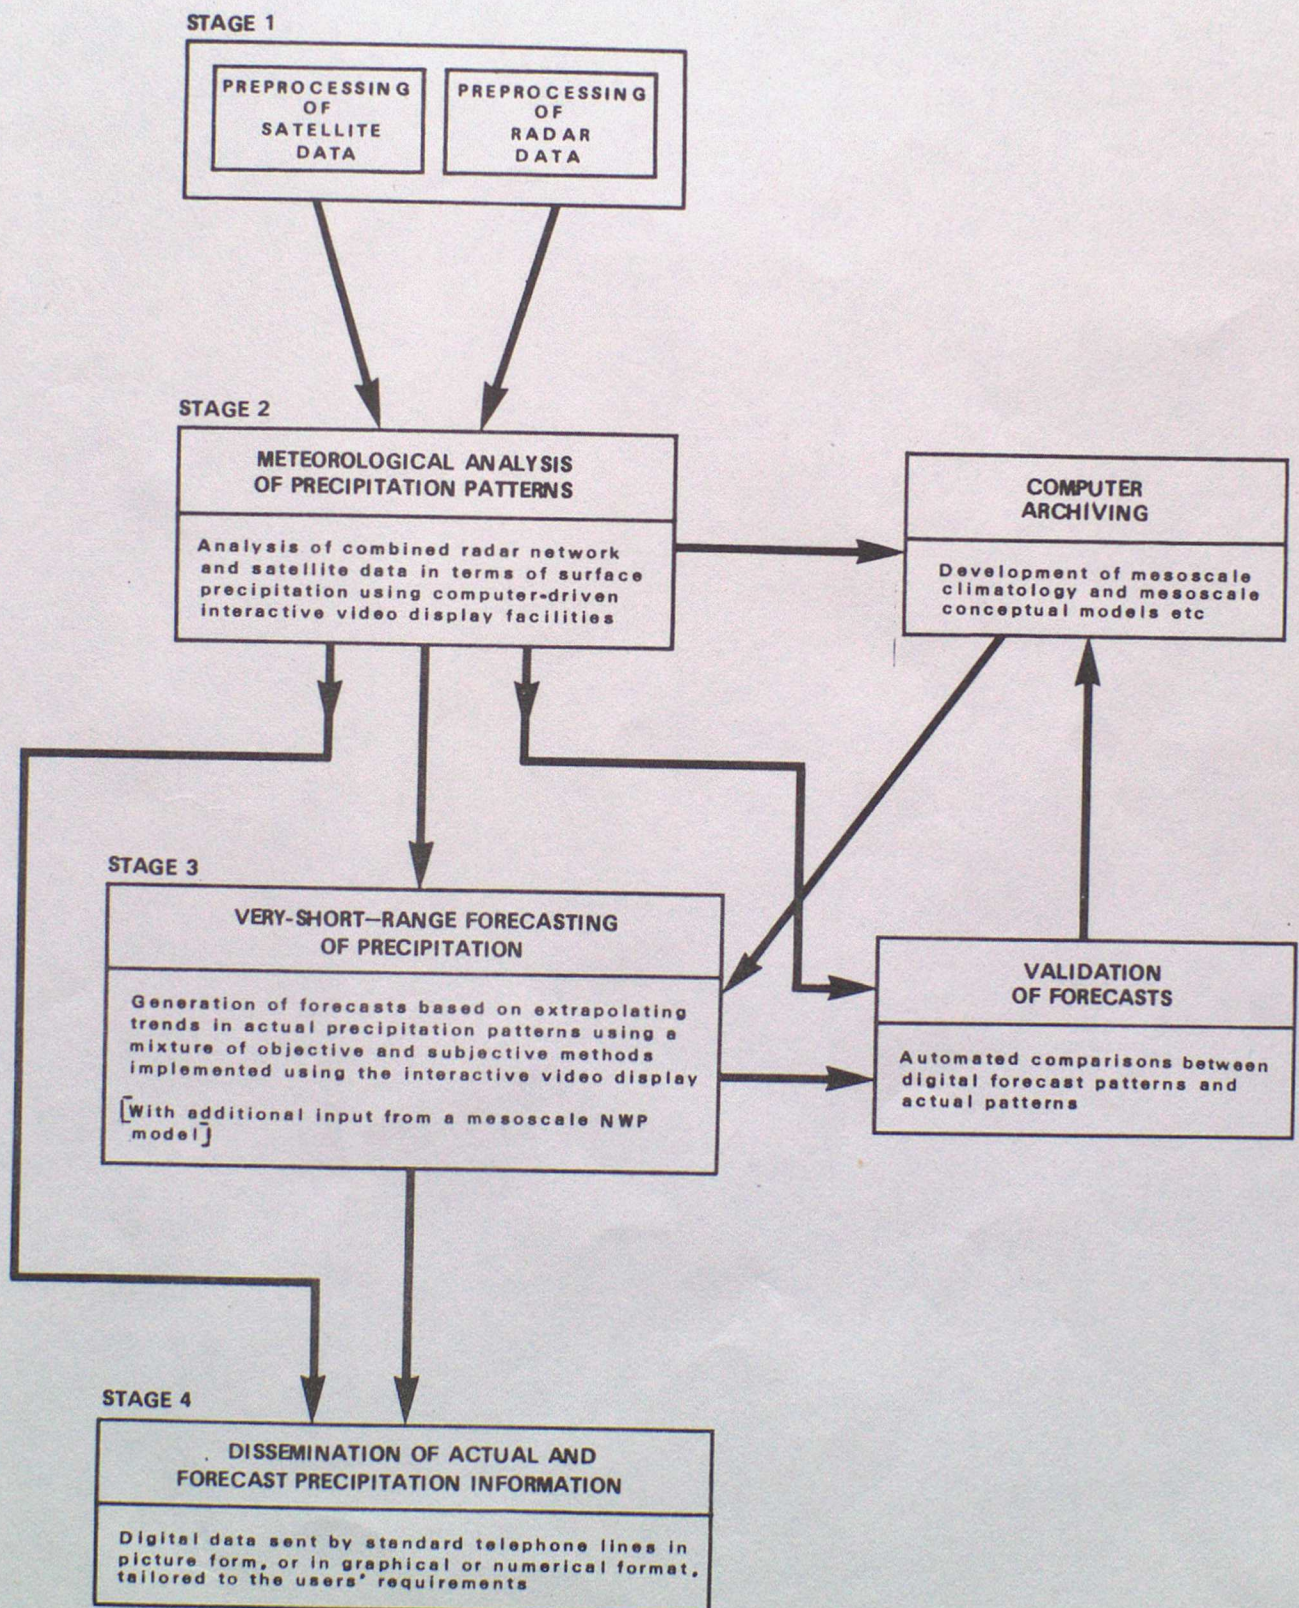 STAGE 1
PREPROCESSING
OF
SATELLITE
DATA
PREPROCESSING
OF
RADAR
DATA
STAGE 2
METEOROLOGICAL ANALYSIS
OF PRECIPITATION PATTERNS
Analysis of combined radar network
and satellite data in terms of surface
precipitation using computer-driven
interactive video display facilities
COMPUTER
ARCHIVING
Development of mesoscale
climatology and mesoscale
conceptual models etc
STAGE 3
VERY-SHORT—RANGE FORECASTING
OF PRECIPITATION
Generation of forecasts based on extrapolating
trends in actual precipitation patterns using a
mixture of objective and subjective methods
implemented using the interactive video display
[With additional input from a mesoscale NWP
model]
VALIDATION
OF FORECASTS
Automated comparisons between
digital forecast patterns and
actual patterns
STAGE 4
DISSEMINATION OF ACTUAL AND
FORECAST PRECIPITATION INFORMATION
Digital data sent by standard telephone lines in
picture form, or in graphical or numerical format,
tailored to the users' requirements